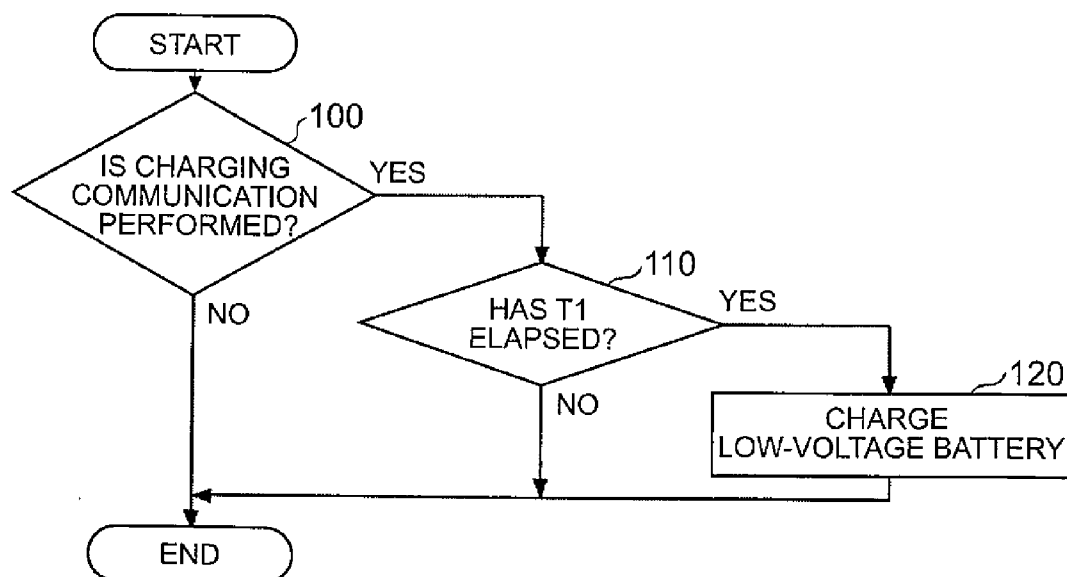 START
100
IS CHARGING
COMMUNICATION
PERFORMED?
YES
NO
110
HAS T1
ELAPSED?
YES
NO
120
CHARGE
LOW-VOLTAGE BATTERY
END